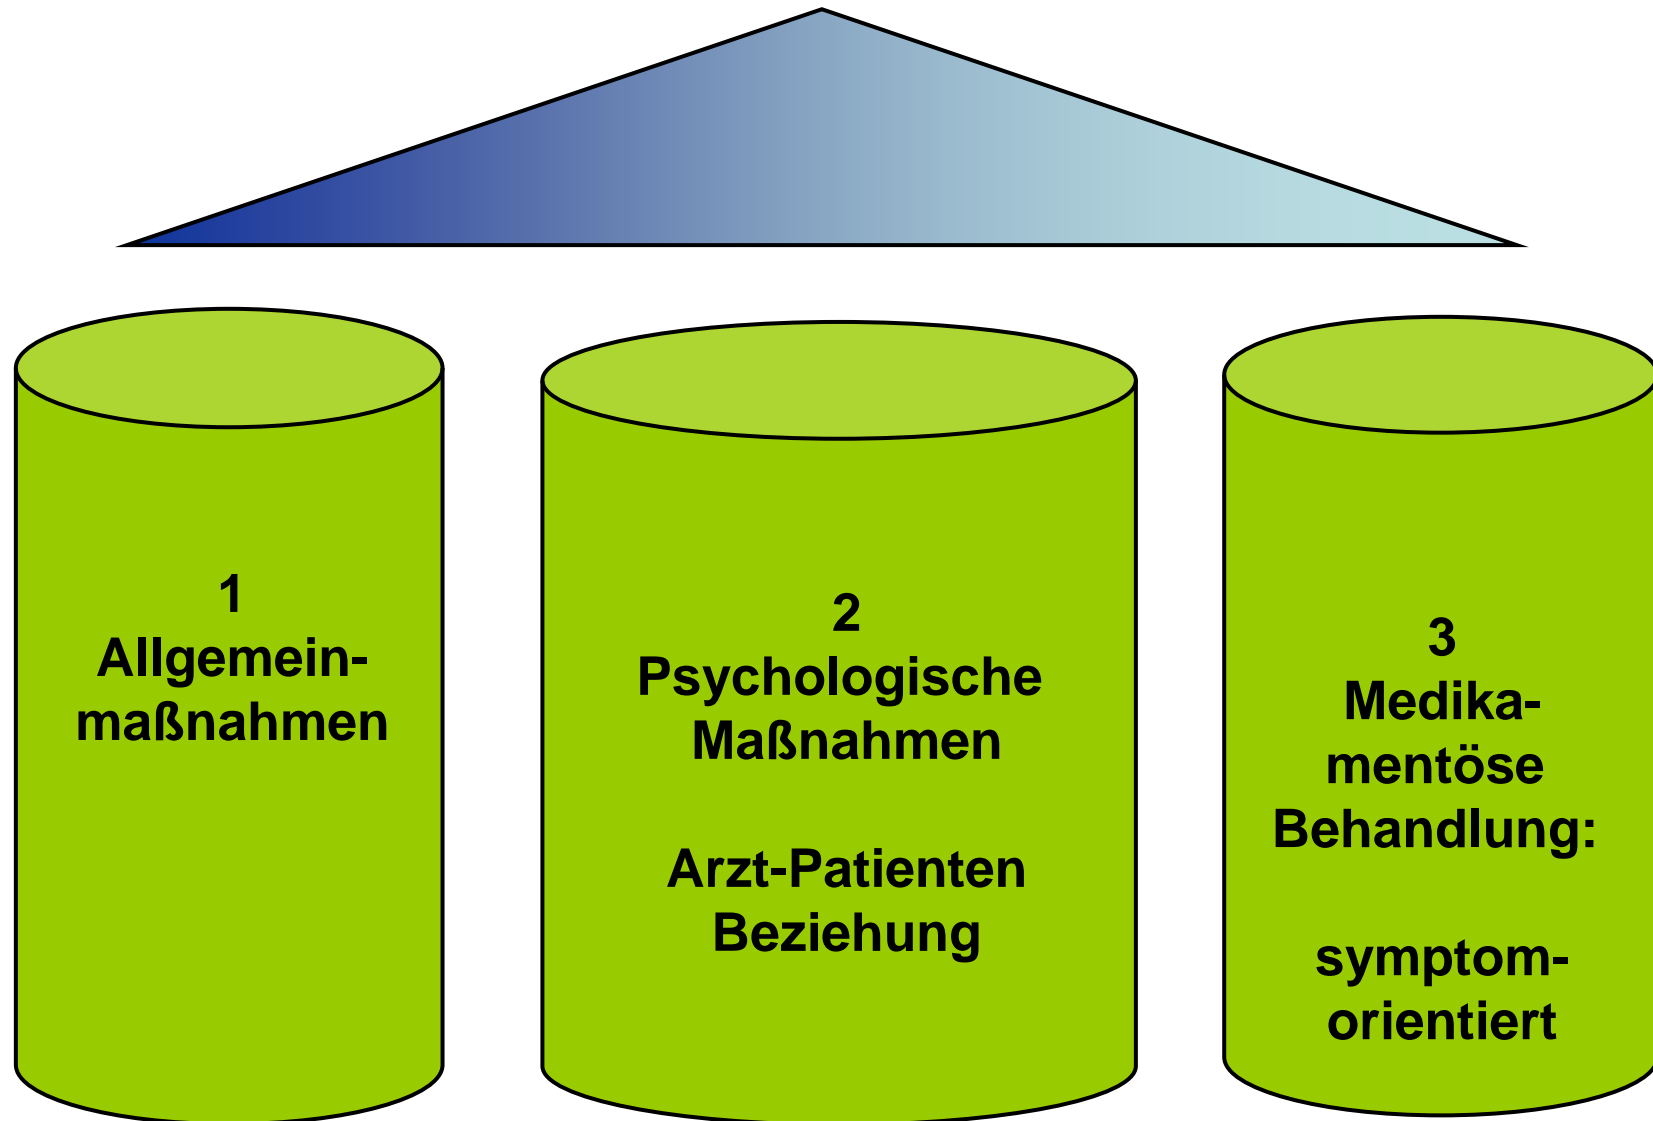 1
Allgemein-
maßnahmen
2
Psychologische
Maßnahmen
Arzt-Patienten
Beziehung
3
Medika-
mentöse
Behandlung:
symptom-
orientiert